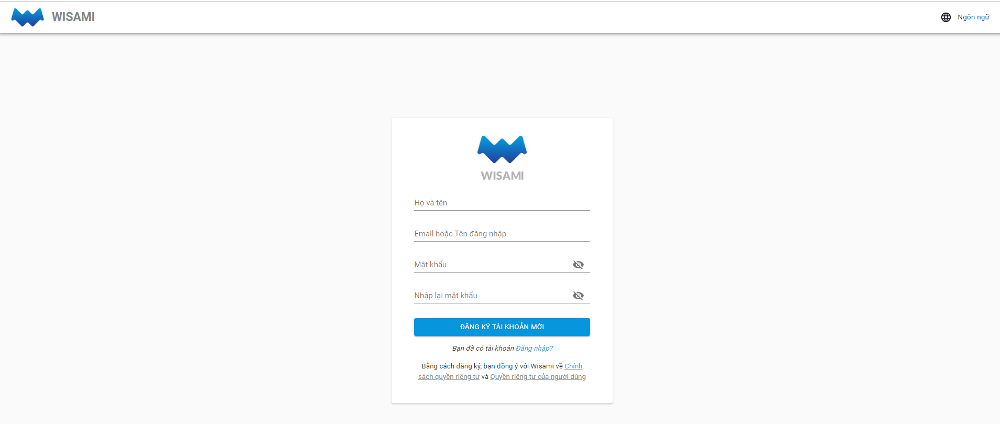 WISAMI
Ngôn ngữ
WISAMI
Họ và tên
Email hoặc Tên đăng nhập
Mật khẩu
Nhập lại mật khẩu
ĐĂNG KÝ TÀI KHOẢN MỚI
Bạn đã có tài khoản Đăng nhập?
Bằng cách đăng ký, bạn đồng ý với Wisami về Chính
sách quyền riêng tư và Quyền riêng tư của người dùng